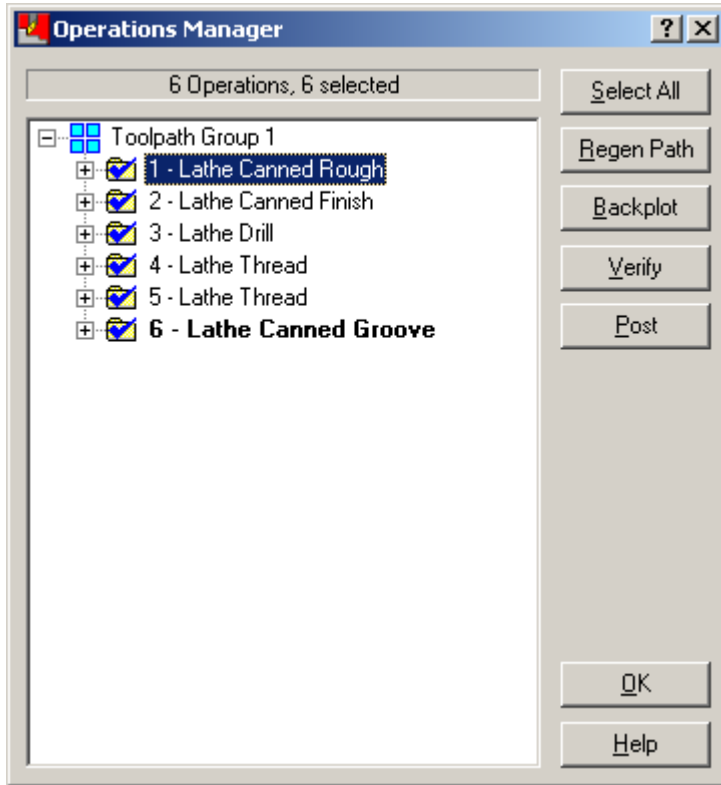 Operations Manager
6 Operations, 6 selected
Select All
Toolpath Group 1
Regen Path
1 - Lathe Canned Rough
2 - Lathe Canned Finish
Backplot
3 - Lathe Drill
4 - Lathe Thread
Verify
5 - Lathe Thread
6 - Lathe Canned Groove
Post
OK
Help